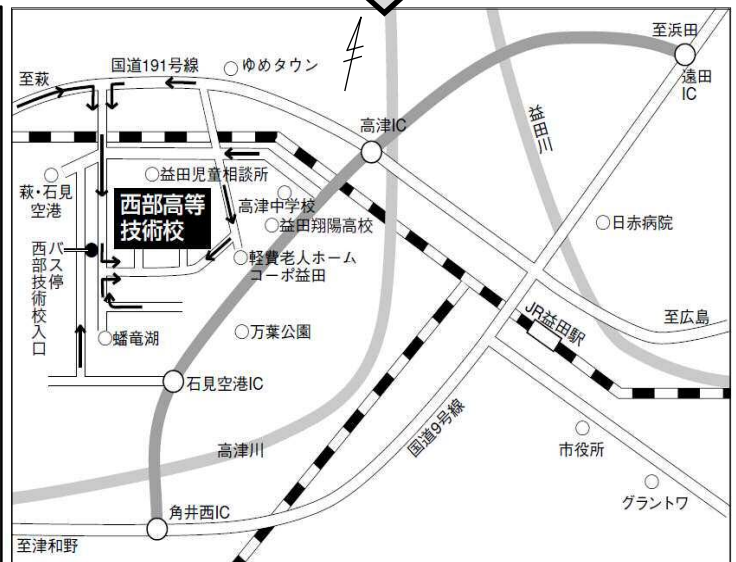 至浜田
国道191号線
ゆめタウン
至萩
遠田
IC
益田川
高津IC
益田児童相談所
萩・石見
空港
西部高等
技術校
高津中学校
益田翔陽高校
日赤病院
バス停
西部技術校入口
軽費老人ホーム
コーポ益田
JR益田駅
至広島
蟠竜湖
万葉公園
石見空港IC
国道9号線
高津川
市役所
グラントワ
角井西IC
至津和野